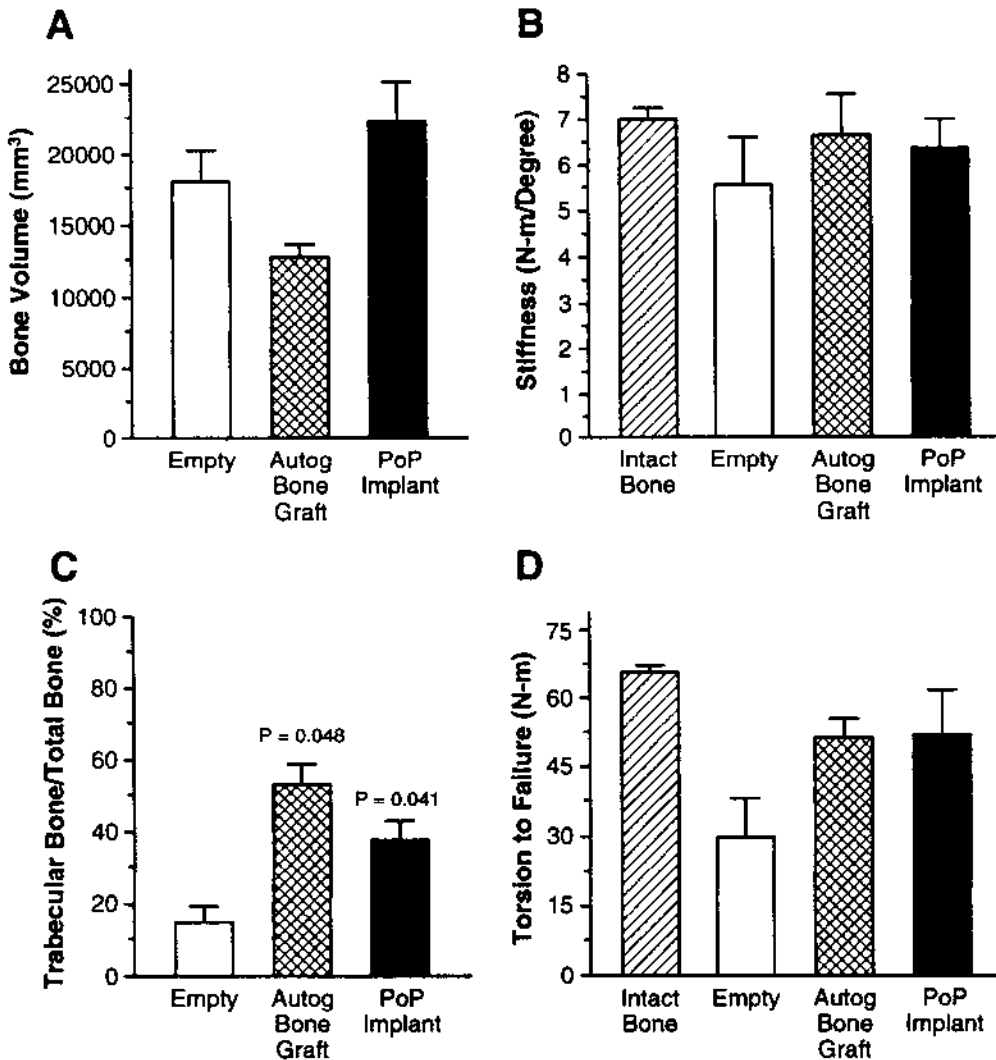 A
Bone Volume (mm³)
25000
20000
15000
10000
5000
0
Empty
Autog
Bone
Graft
PoP
Implant
B
Stiffness (N-m/Degree)
8
7
6
5
4
3
2
1
0
Intact
Bone
Empty
Autog
Bone
Graft
PoP
Implant
C
Trabecular Bone/Total Bone (%)
100
80
60
40
20
0
P = 0.048
P = 0.041
Empty
Autog
Bone
Graft
PoP
Implant
D
Torsion to Failure (N-m)
75
60
45
30
15
0
Intact
Bone
Empty
Autog
Bone
Graft
PoP
Implant